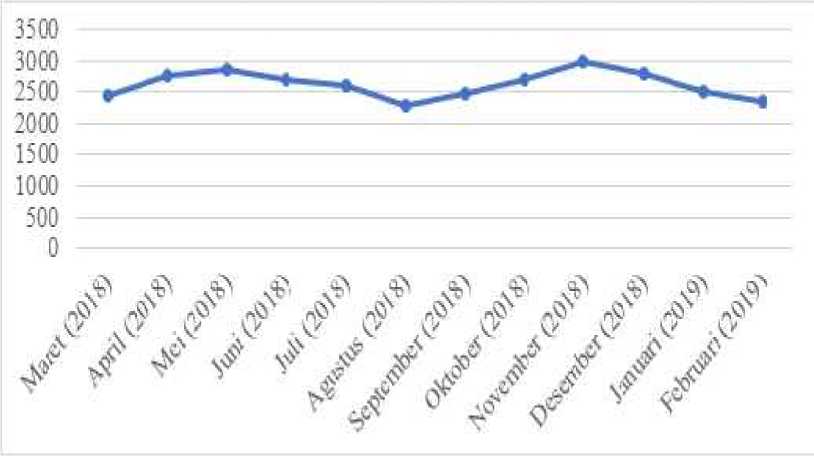 3500
3000
2500
2000
1500
1000
500
0
Maret (2018)
April (2018)
Mei (2018)
Juni (2018)
Juli (2018)
Agustus (2018)
September (2018)
Oktober (2018)
November (2018)
Desember (2018)
Januari (2019)
Februari (2019)